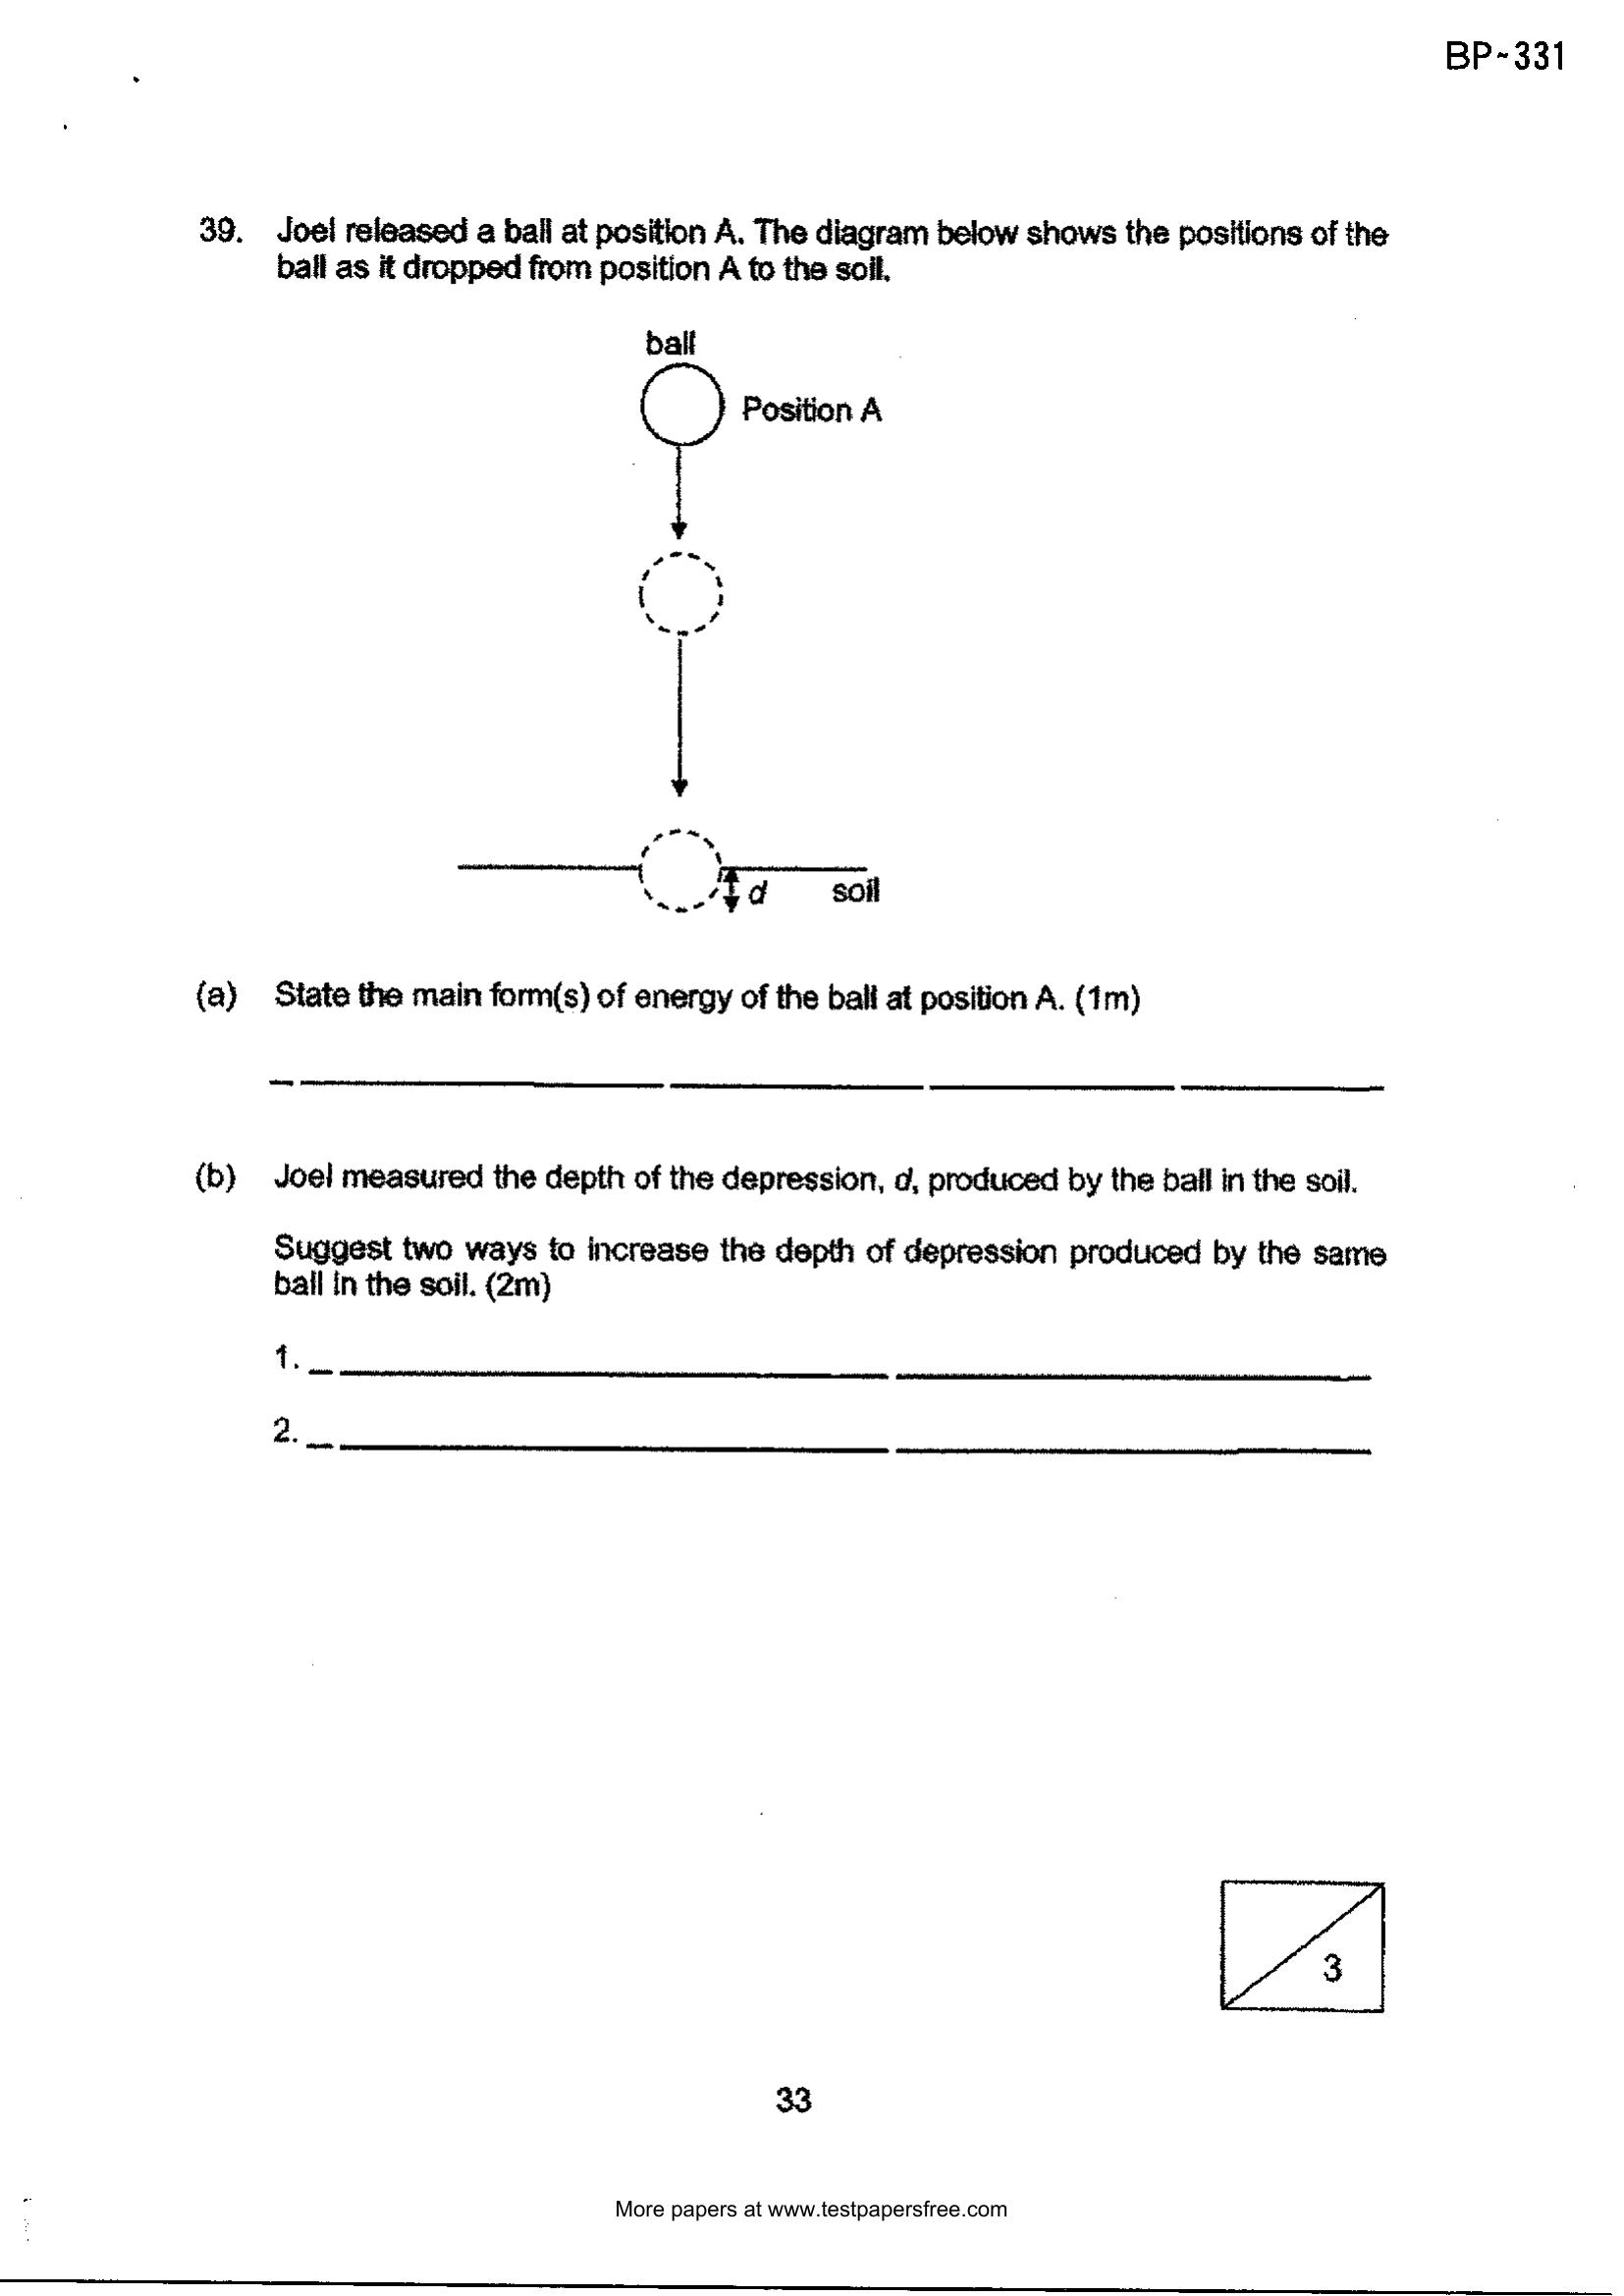 BP~331
39. Joel released a ball at position A. The diagram below shows the positions of the
ball as it dropped from position A to the soil.
ball
Position A
d
soil
(a) State the main form(s) of energy of the ball at position A. (1m)
(b) Joel measured the depth of the depression, d, produced by the ball in the soil.
Suggest two ways to increase the depth of depression produced by the same
ball in the soil. (2m)
1.
2.
3
33
More papers at www.testpapersfree.com